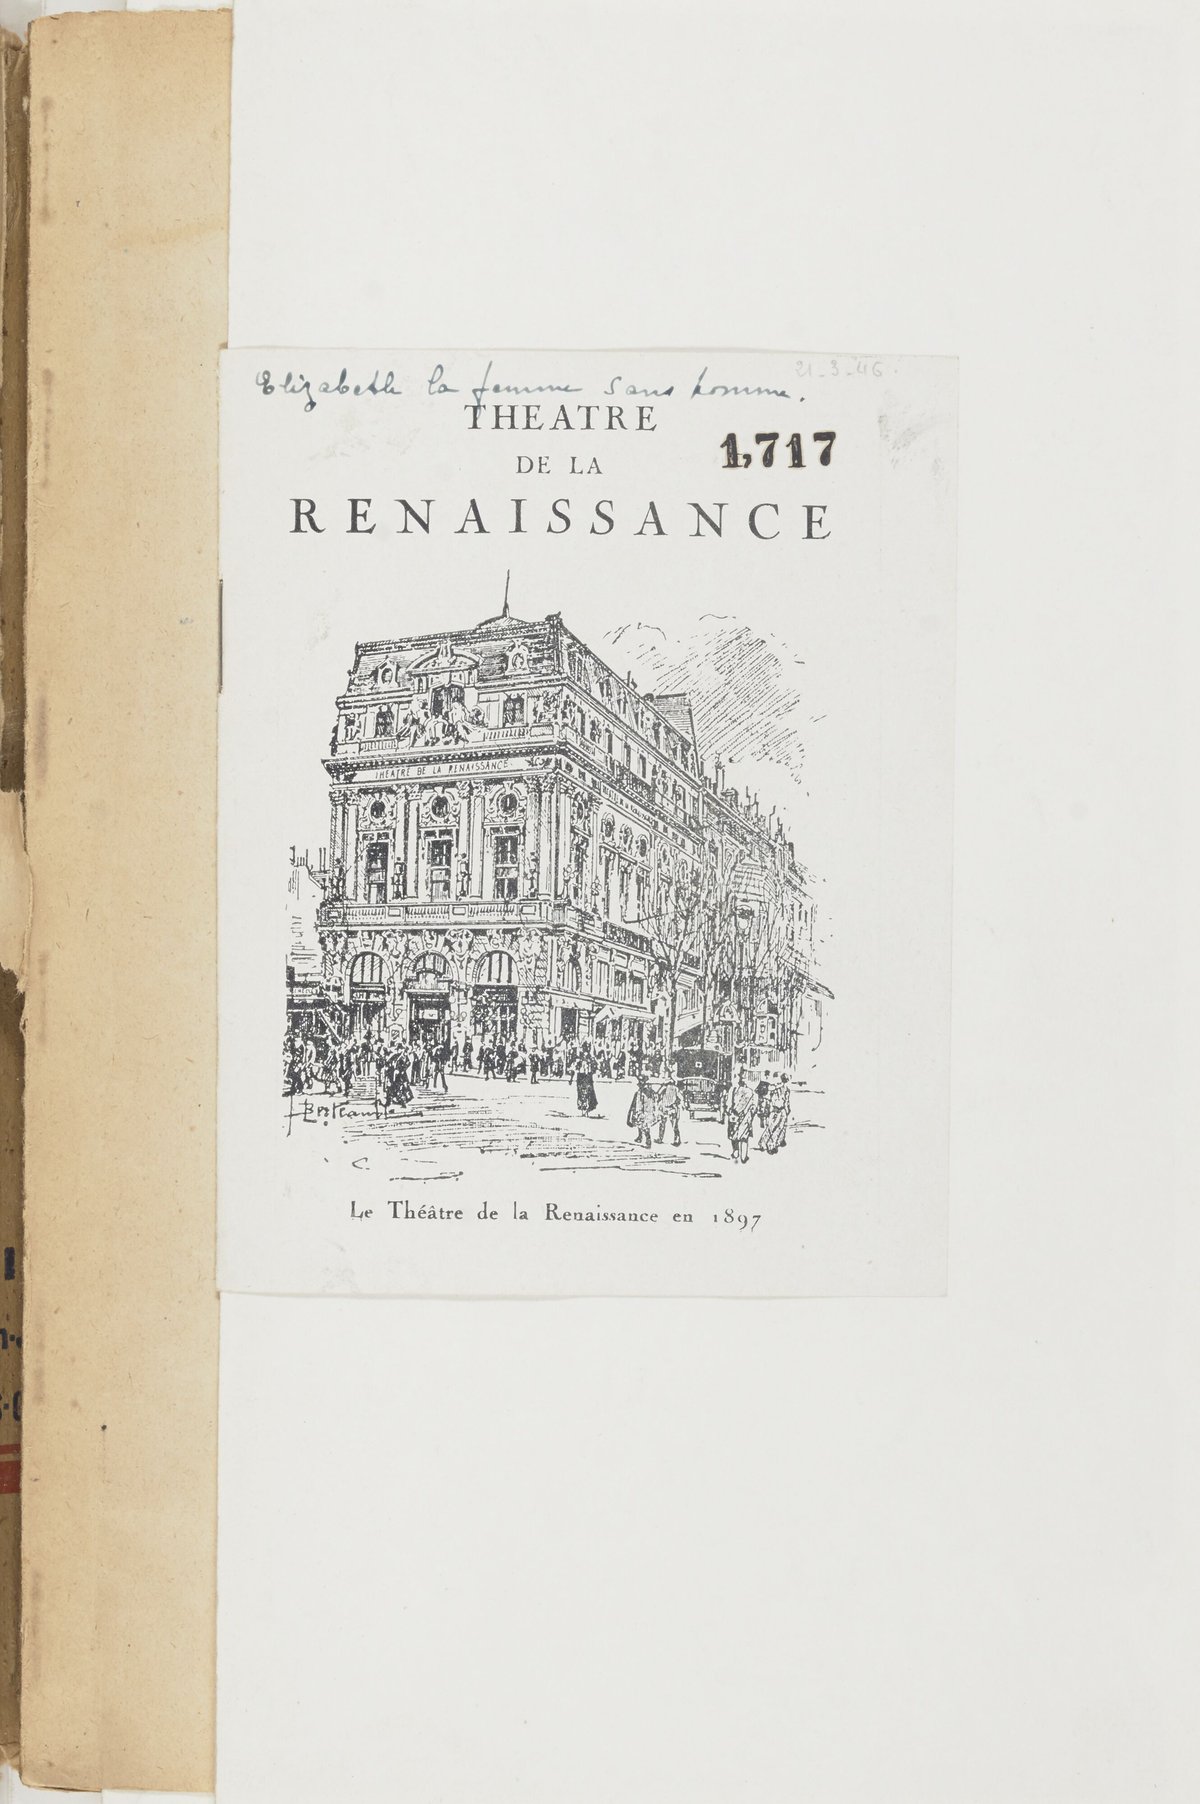 21-3-46.
Elizabeth la femme sans homme.
THEATRE
DE LA
1,717
RENAISSANCE
THEATRE DE LA RENAISSANCE
Le Théâtre de la Renaissance en 1897